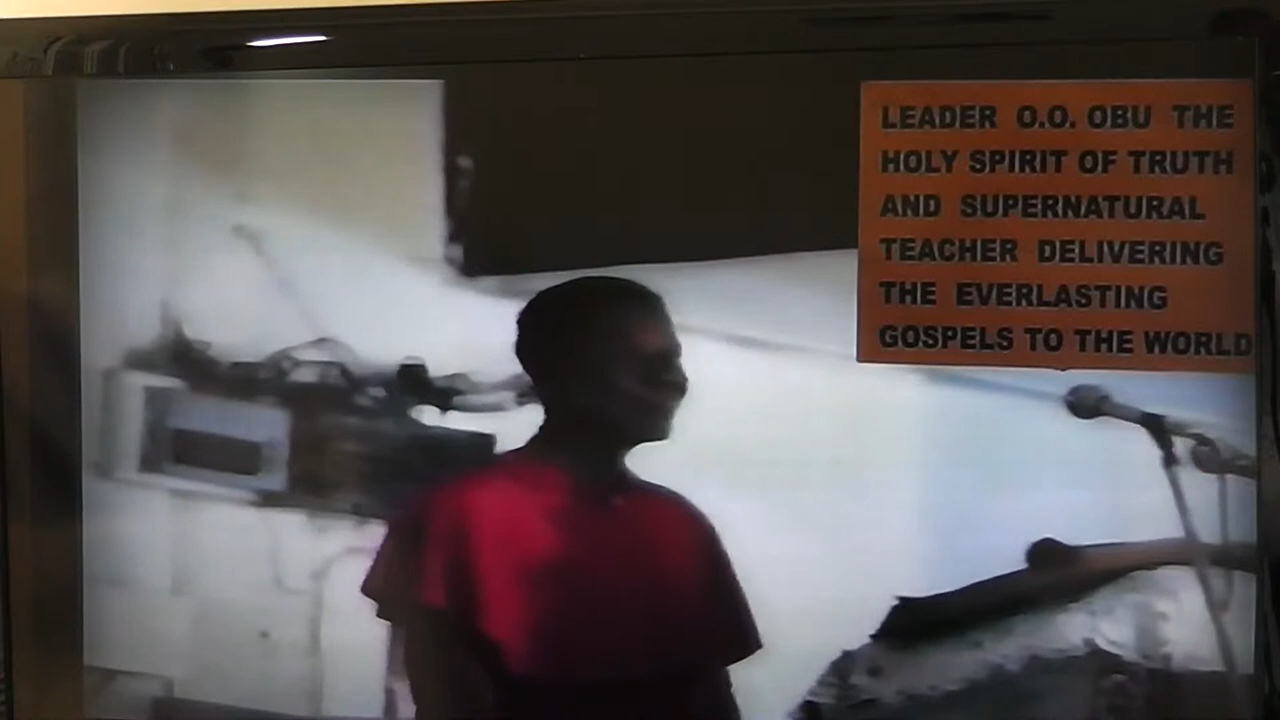 LEADER O.O. OBU THE
HOLY SPIRIT OF TRUTH
AND SUPERNATURAL
TEACHER DELIVERING
THE EVERLASTING
GOSPELS TO THE WORLD